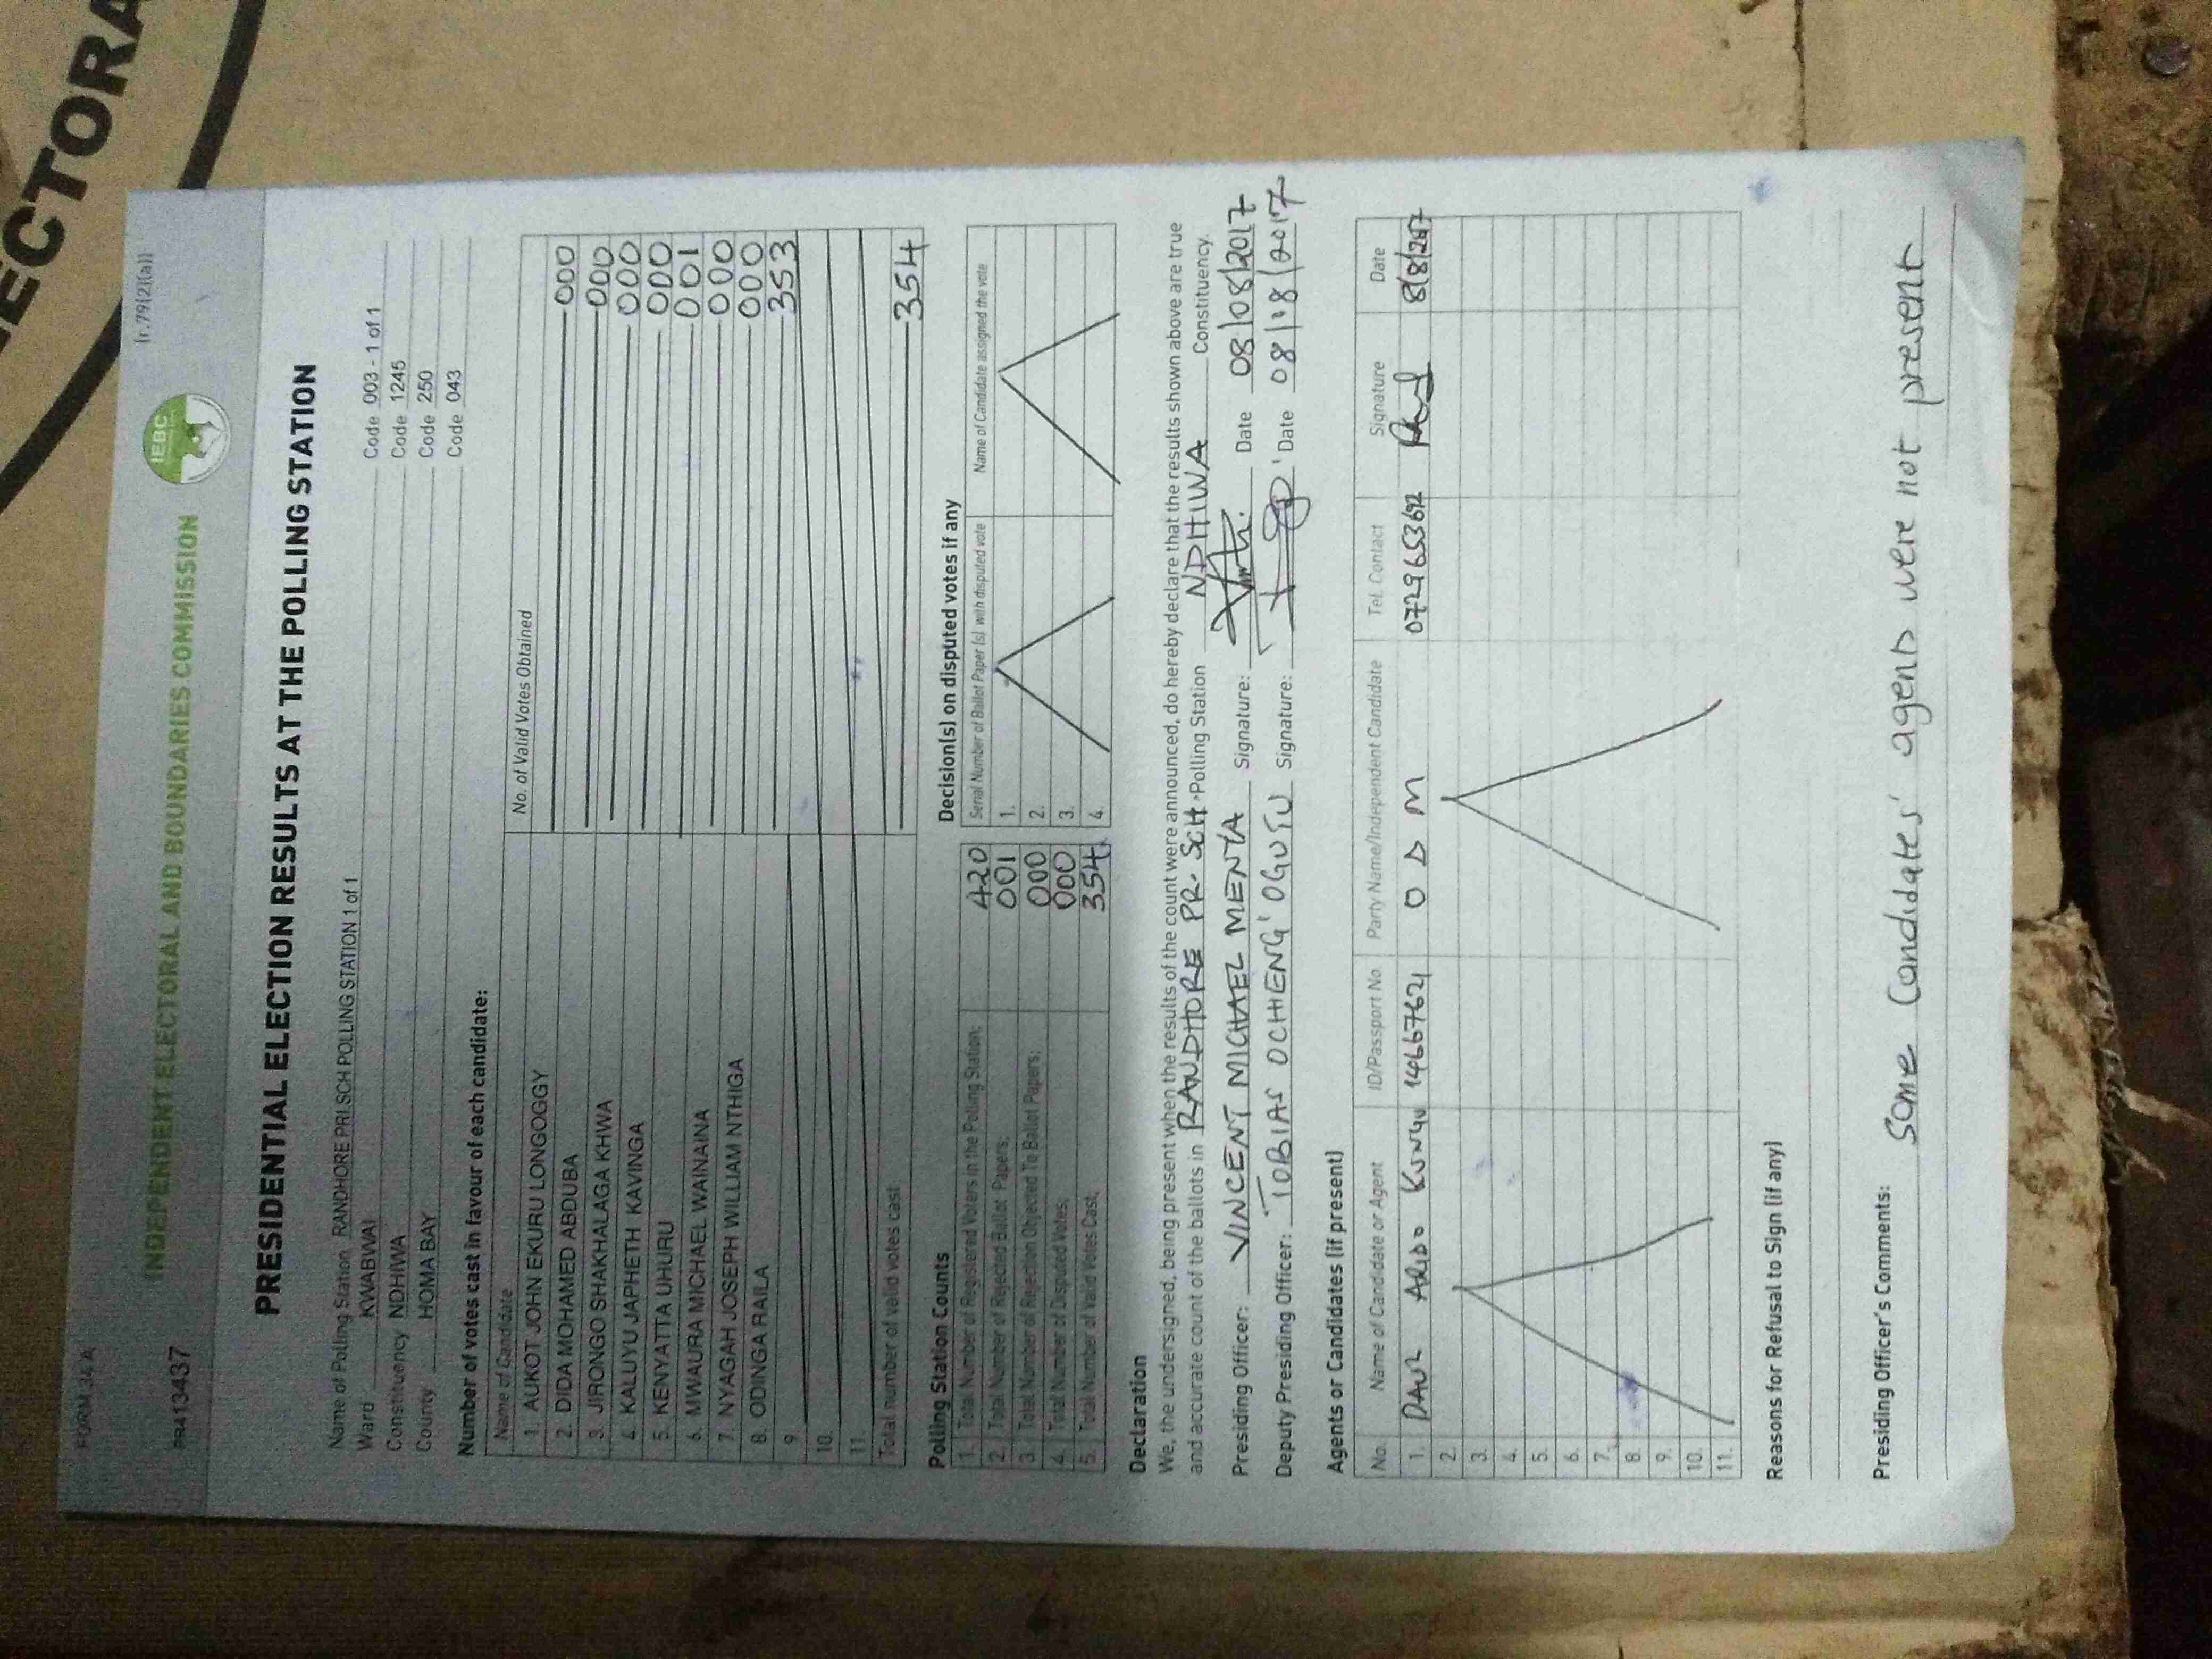 ECTORA
FORM 34 A
(r.79(2)(a))
IEBC
INDEPENDENT ELECTORAL AND BOUNDARIES COMMISSION
PR413437
PRESIDENTIAL ELECTION RESULTS AT THE POLLING STATION
Name of Polling Station RANDHORE PRI.SCH POLLING STATION 1 of 1 Code 003 - 1 of 1
Ward KWABWAI Code 1245
Constituency NDHIWA Code 250
County HOMA BAY Code 043
Number of votes cast in favour of each candidate:
Name of Candidate No. of Valid Votes Obtained
1. AUKOT JOHN EKURU LONGOGGY 000
2. DIDA MOHAMED ABDUBA 000
3. JIRONGO SHAKHALAGA KHWA 000
4. KALUYU JAPHETH KAVINGA 000
5. KENYATTA UHURU 001
6. MWAURA MICHAEL WAINAINA 000
7. NYAGAH JOSEPH WILLIAM NTHIGA 000
8. ODINGA RAILA 353
9.
10.
11.
Total number of valid votes cast 354
Polling Station Counts
1. Total Number of Registered Voters in the Polling Station; 420
2. Total Number of Rejected Ballot Papers; 001
3. Total Number of Rejection Objected To Ballot Papers; 000
4. Total Number of Disputed Votes; 000
5. Total Number of Valid Votes Cast; 354
Decision(s) on disputed votes if any
Serial Number of Ballot Paper (s) with disputed vote Name of Candidate assigned the vote
1.
2.
3.
4.
Declaration
We, the undersigned, being present when the results of the count were announced, do hereby declare that the results shown above are true
and accurate count of the ballots in RANDHORE PR. SCH. Polling Station NDHIWA Constituency.
Presiding Officer: VINCENT MICHAEL MENYA Signature: Date 08/08/2017
Deputy Presiding Officer: TOBIAS OCHIENG' OGUTU Signature: Date 08/08/2017
Agents or Candidates (if present)
No. Name of Candidate or Agent ID/Passport No Party Name/Independent Candidate Tel. Contact Signature Date
1. 14667621 O D M 0729653692 8/8/2017
2.
3.
4.
5.
6.
7.
8.
9.
10.
11.
Reasons for Refusal to Sign (if any)
Presiding Officer's Comments:
Some Candidates' agents were not present